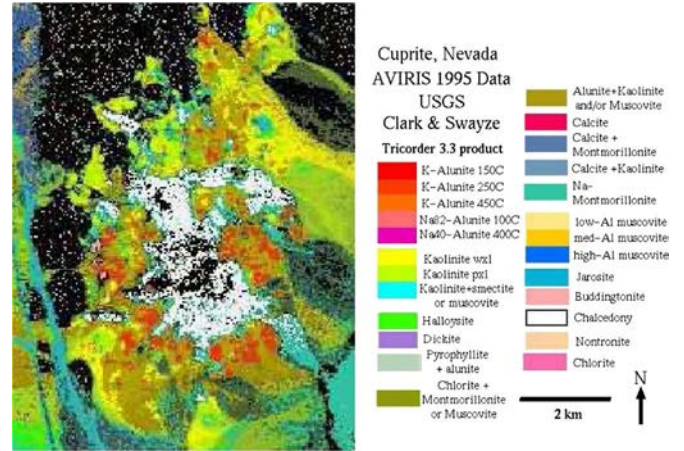 Cuprite, Nevada
AVIRIS 1995 Data
USGS
Clark & Swayze
Tricorder 3.3 product
K-Alunite 150C
K-Alunite 250C
K-Alunite 450C
Na82-Alunite 100C
Na40-Alunite 400C
Kaolinite wxl
Kaolinite pxl
Kaolinite+smectite
or muscovite
Halloysite
Dickite
Pyrophyllite
+ alunite
Chlorite +
Montmorillonite
or Muscovite
Alunite+Kaolinite
and/or Muscovite
Calcite
Calcite +
Montmorillonite
Calcite +Kaolinite
Na-
Montmorillonite
low-Al muscovite
med-Al muscovite
high-Al muscovite
Jarosite
Buddingtonite
Chalcedony
Nontronite
Chlorite
N
2 km